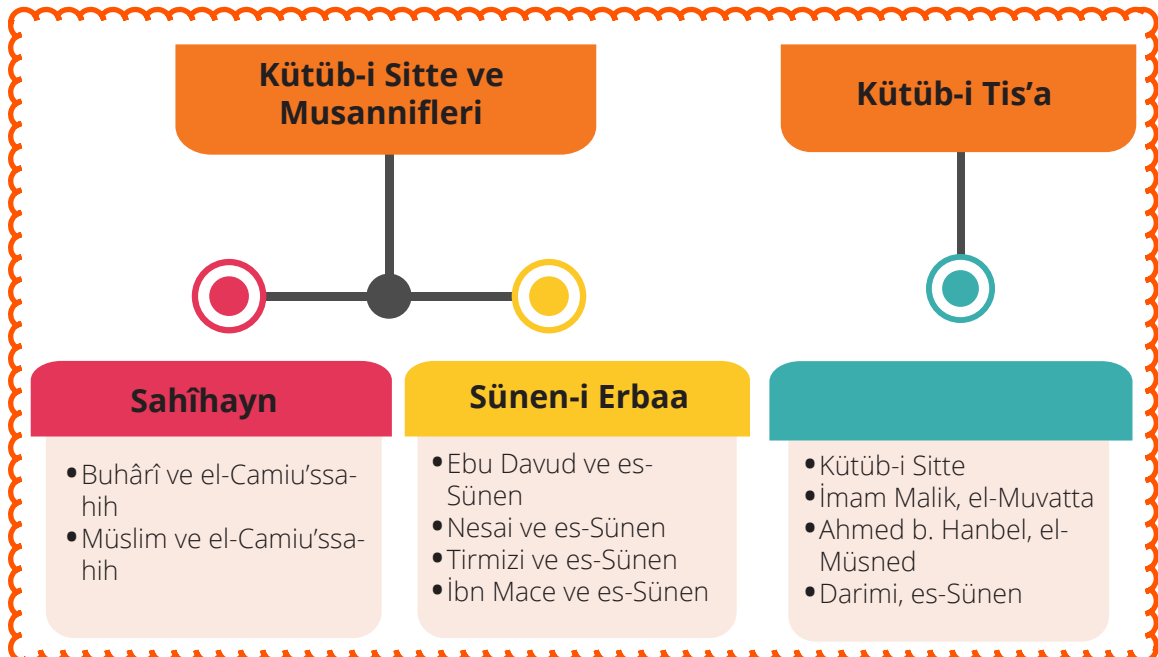 Kütüb-i Sitte ve
Musannifleri
Kütüb-i Tis’a
Sahîhayn
•Buhârî ve el-Camiu’ssa-
hih
•Müslim ve el-Camiu’ssa-
hih
Sünen-i Erbaa
•Ebu Davud ve es-
Sünen
•Nesai ve es-Sünen
•Tirmizi ve es-Sünen
•İbn Mace ve es-Sünen
•Kütüb-i Sitte
•İmam Malik, el-Muvatta
•Ahmed b. Hanbel, el-
Müsned
•Darimi, es-Sünen